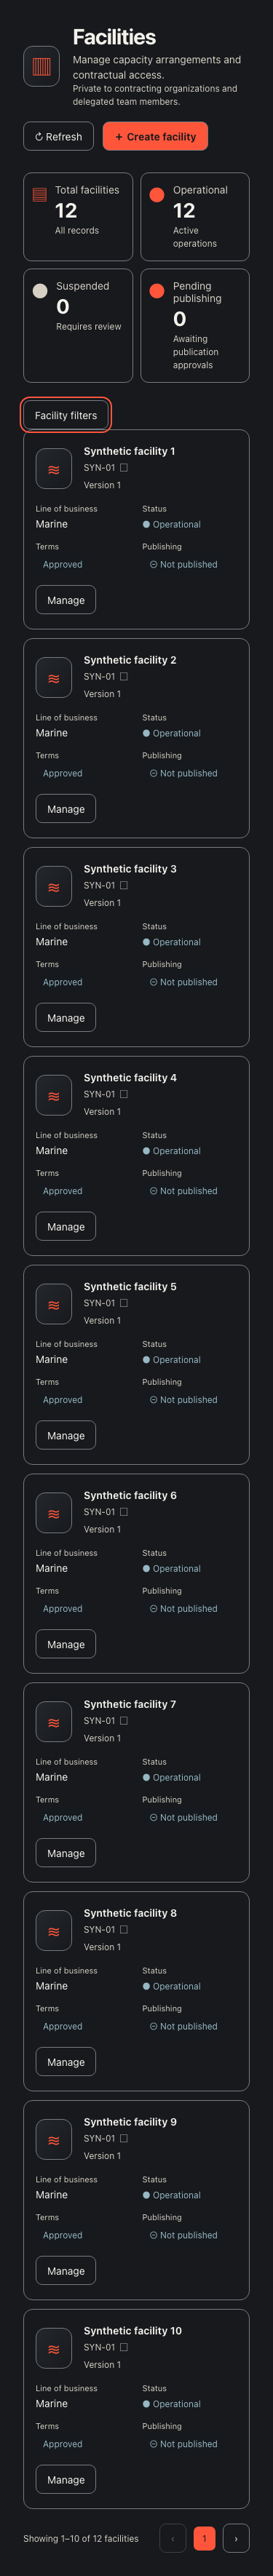 Facilities
Manage capacity arrangements and
contractual access.
Private to contracting organizations and
delegated team members.
↻ Refresh
+ Create facility
Total facilities
12
All records
Operational
12
Active
operations
Suspended
0
Requires review
Pending
publishing
0
Awaiting
publication
approvals
Facility filters
Synthetic facility 1
SYN-01
Version 1
Line of business
Status
Marine
Operational
Terms
Publishing
Approved
Not published
Manage
Synthetic facility 2
SYN-01
Version 1
Line of business
Status
Marine
Operational
Terms
Publishing
Approved
Not published
Manage
Synthetic facility 3
SYN-01
Version 1
Line of business
Status
Marine
Operational
Terms
Publishing
Approved
Not published
Manage
Synthetic facility 4
SYN-01
Version 1
Line of business
Status
Marine
Operational
Terms
Publishing
Approved
Not published
Manage
Synthetic facility 5
SYN-01
Version 1
Line of business
Status
Marine
Operational
Terms
Publishing
Approved
Not published
Manage
Synthetic facility 6
SYN-01
Version 1
Line of business
Status
Marine
Operational
Terms
Publishing
Approved
Not published
Manage
Synthetic facility 7
SYN-01
Version 1
Line of business
Status
Marine
Operational
Terms
Publishing
Approved
Not published
Manage
Synthetic facility 8
SYN-01
Version 1
Line of business
Status
Marine
Operational
Terms
Publishing
Approved
Not published
Manage
Synthetic facility 9
SYN-01
Version 1
Line of business
Status
Marine
Operational
Terms
Publishing
Approved
Not published
Manage
Synthetic facility 10
SYN-01
Version 1
Line of business
Status
Marine
Operational
Terms
Publishing
Approved
Not published
Manage
Showing 1–10 of 12 facilities
‹
1
›